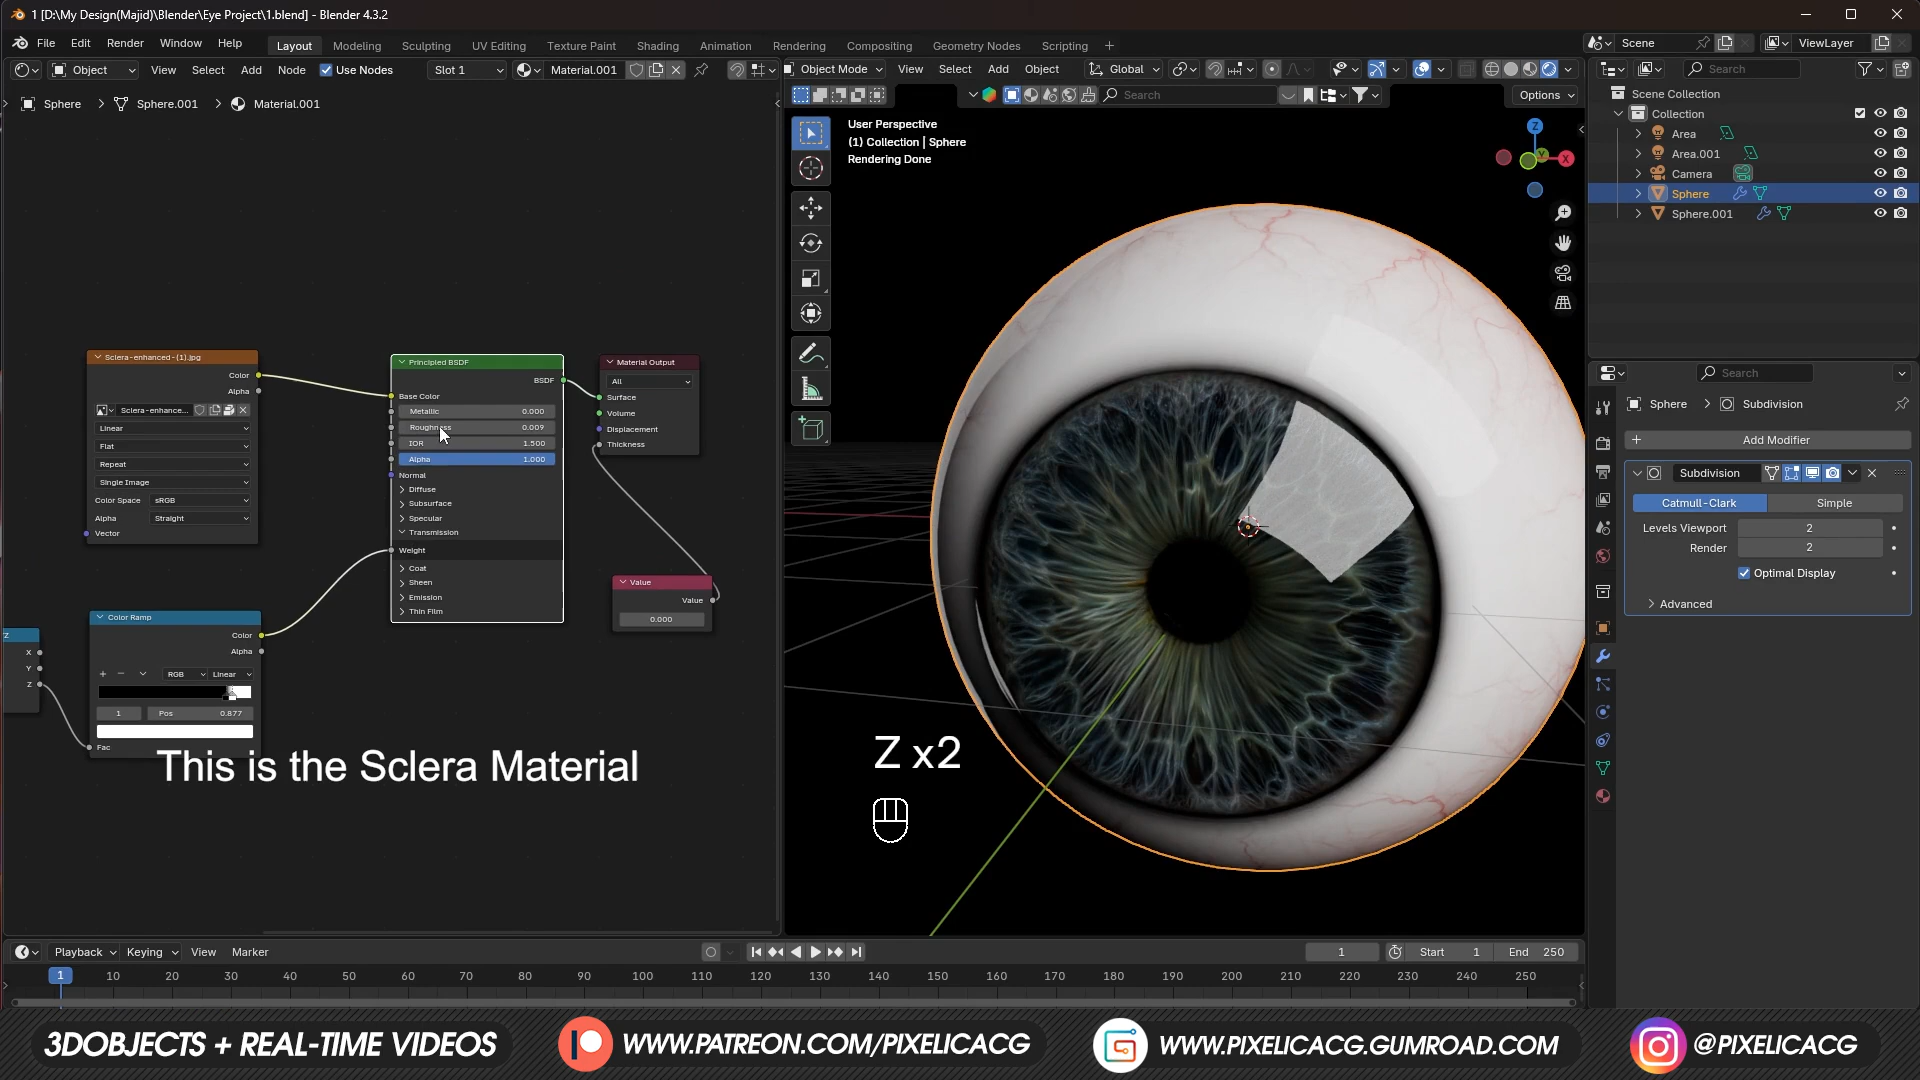 1 [D:\My Design(Majid)\Blender\Eye Project\1.blend] - Blender 4.3.2
File Edit Render Window Help Layout Modeling Sculpting UV Editing Texture Paint Shading Animation Rendering Compositing Geometry Nodes Scripting +
Scene ViewLayer
Object View Select Add Node Use Nodes Slot 1 Material.001
Object Mode View Select Add Object Global
Search
Sphere > Sphere.001 > Material.001
Search Options
User Perspective
(1) Collection | Sphere
Rendering Done
Z
Y
X
Scene Collection
Collection
Area
Area.001
Camera
Sphere
Sphere.001
Sclera-enhanced-(1).jpg
Color
Alpha
Sclera-enhance...
Linear
Flat
Repeat
Single Image
Color Space sRGB
Alpha Straight
Vector
Principled BSDF
BSDF
Base Color
Metallic 0.000
Roughness 0.009
IOR 1.500
Alpha 1.000
Normal
Diffuse
Subsurface
Specular
Transmission
Weight
Coat
Sheen
Emission
Thin Film
Material Output
All
Surface
Volume
Displacement
Thickness
Value
Value
0.000
Z
X
Y
Z
Color Ramp
Color
Alpha
+ − RGB Linear
1 Pos 0.877
Fac
This is the Sclera Material
Z x2
Search
Sphere > Subdivision
+ Add Modifier
Subdivision
Catmull-Clark Simple
Levels Viewport 2
Render 2
Optimal Display
Advanced
Playback Keying View Marker
1 Start 1 End 250
1 10 20 30 40 50 60 70 80 90 100 110 120 130 140 150 160 170 180 190 200 210 220 230 240 250
3DOBJECTS + REAL-TIME VIDEOS WWW.PATREON.COM/PIXELICACG WWW.PIXELICACG.GUMROAD.COM @PIXELICACG